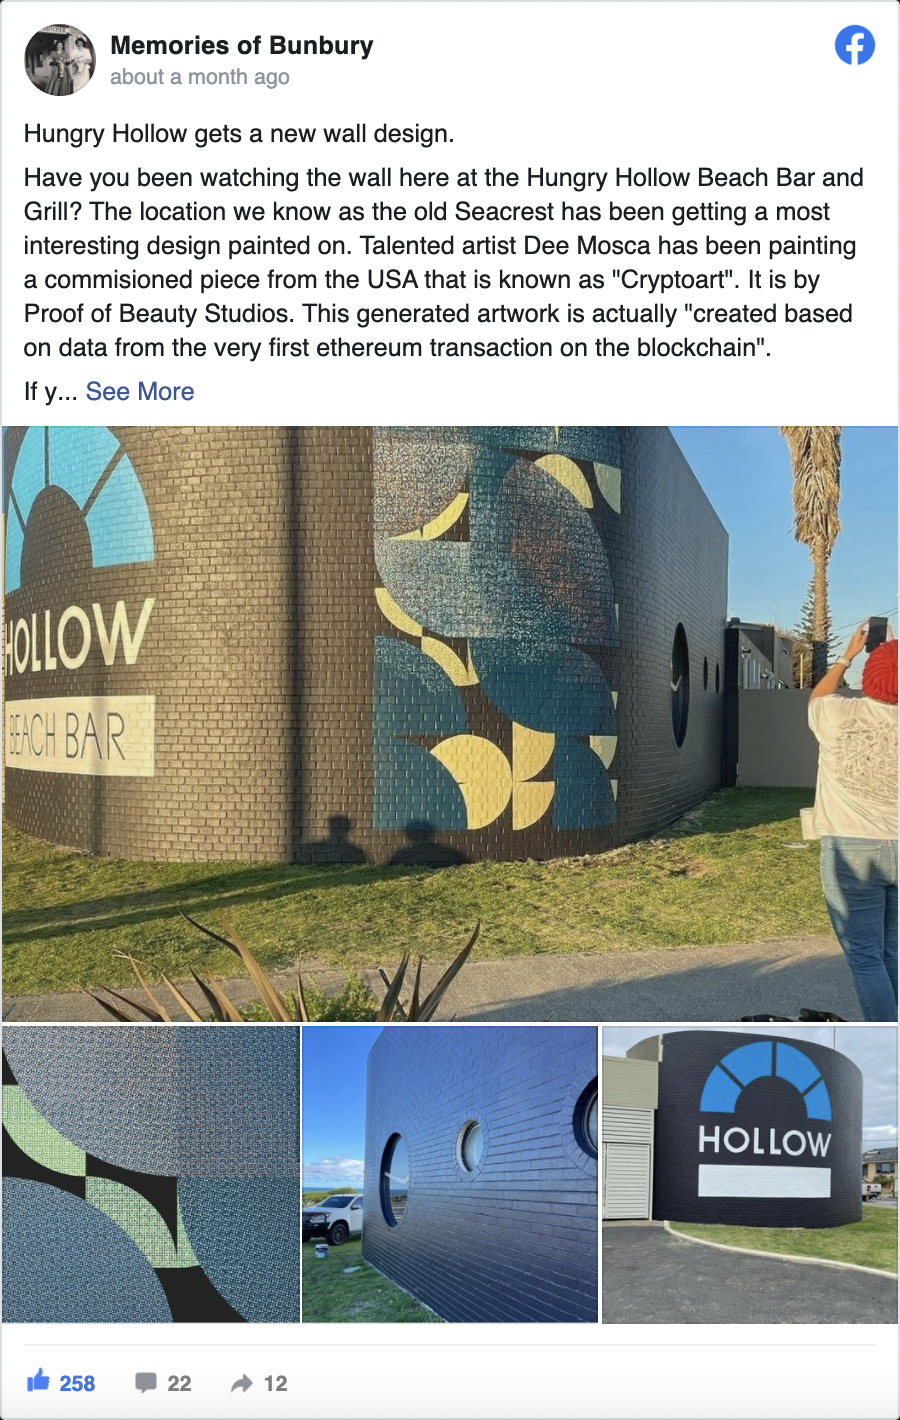 Memories of Bunbury
about a month ago
Hungry Hollow gets a new wall design.
Have you been watching the wall here at the Hungry Hollow Beach Bar and
Grill? The location we know as the old Seacrest has been getting a most
interesting design painted on. Talented artist Dee Mosca has been painting
a commisioned piece from the USA that is known as "Cryptoart". It is by
Proof of Beauty Studios. This generated artwork is actually "created based
on data from the very first ethereum transaction on the blockchain".
If y... See More
HOLLOW
BEACH BAR
HOLLOW
258
22
12